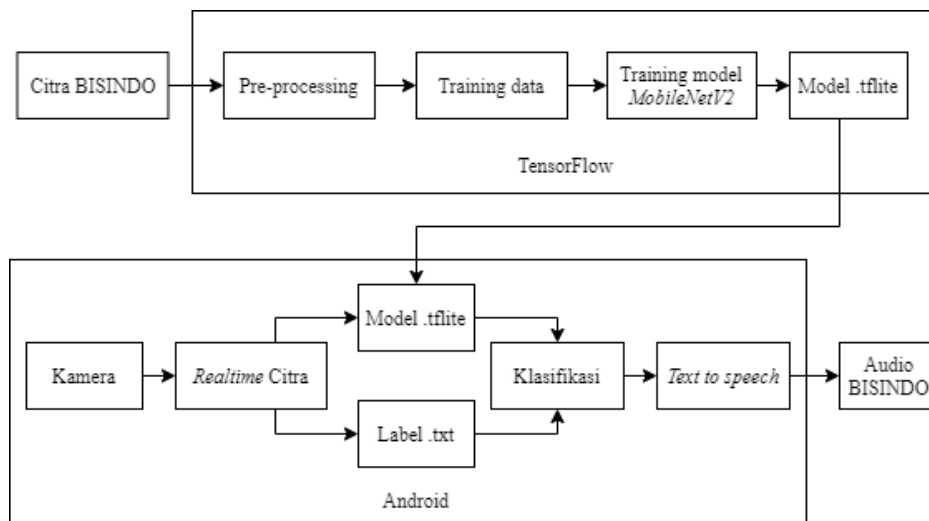 Citra BISINDO
Pre-processing
Training data
Training model
MobileNetV2
Model .tflite
TensorFlow
Model .tflite
Kamera
Realtime Citra
Klasifikasi
Text to speech
Audio
BISINDO
Label .txt
Android